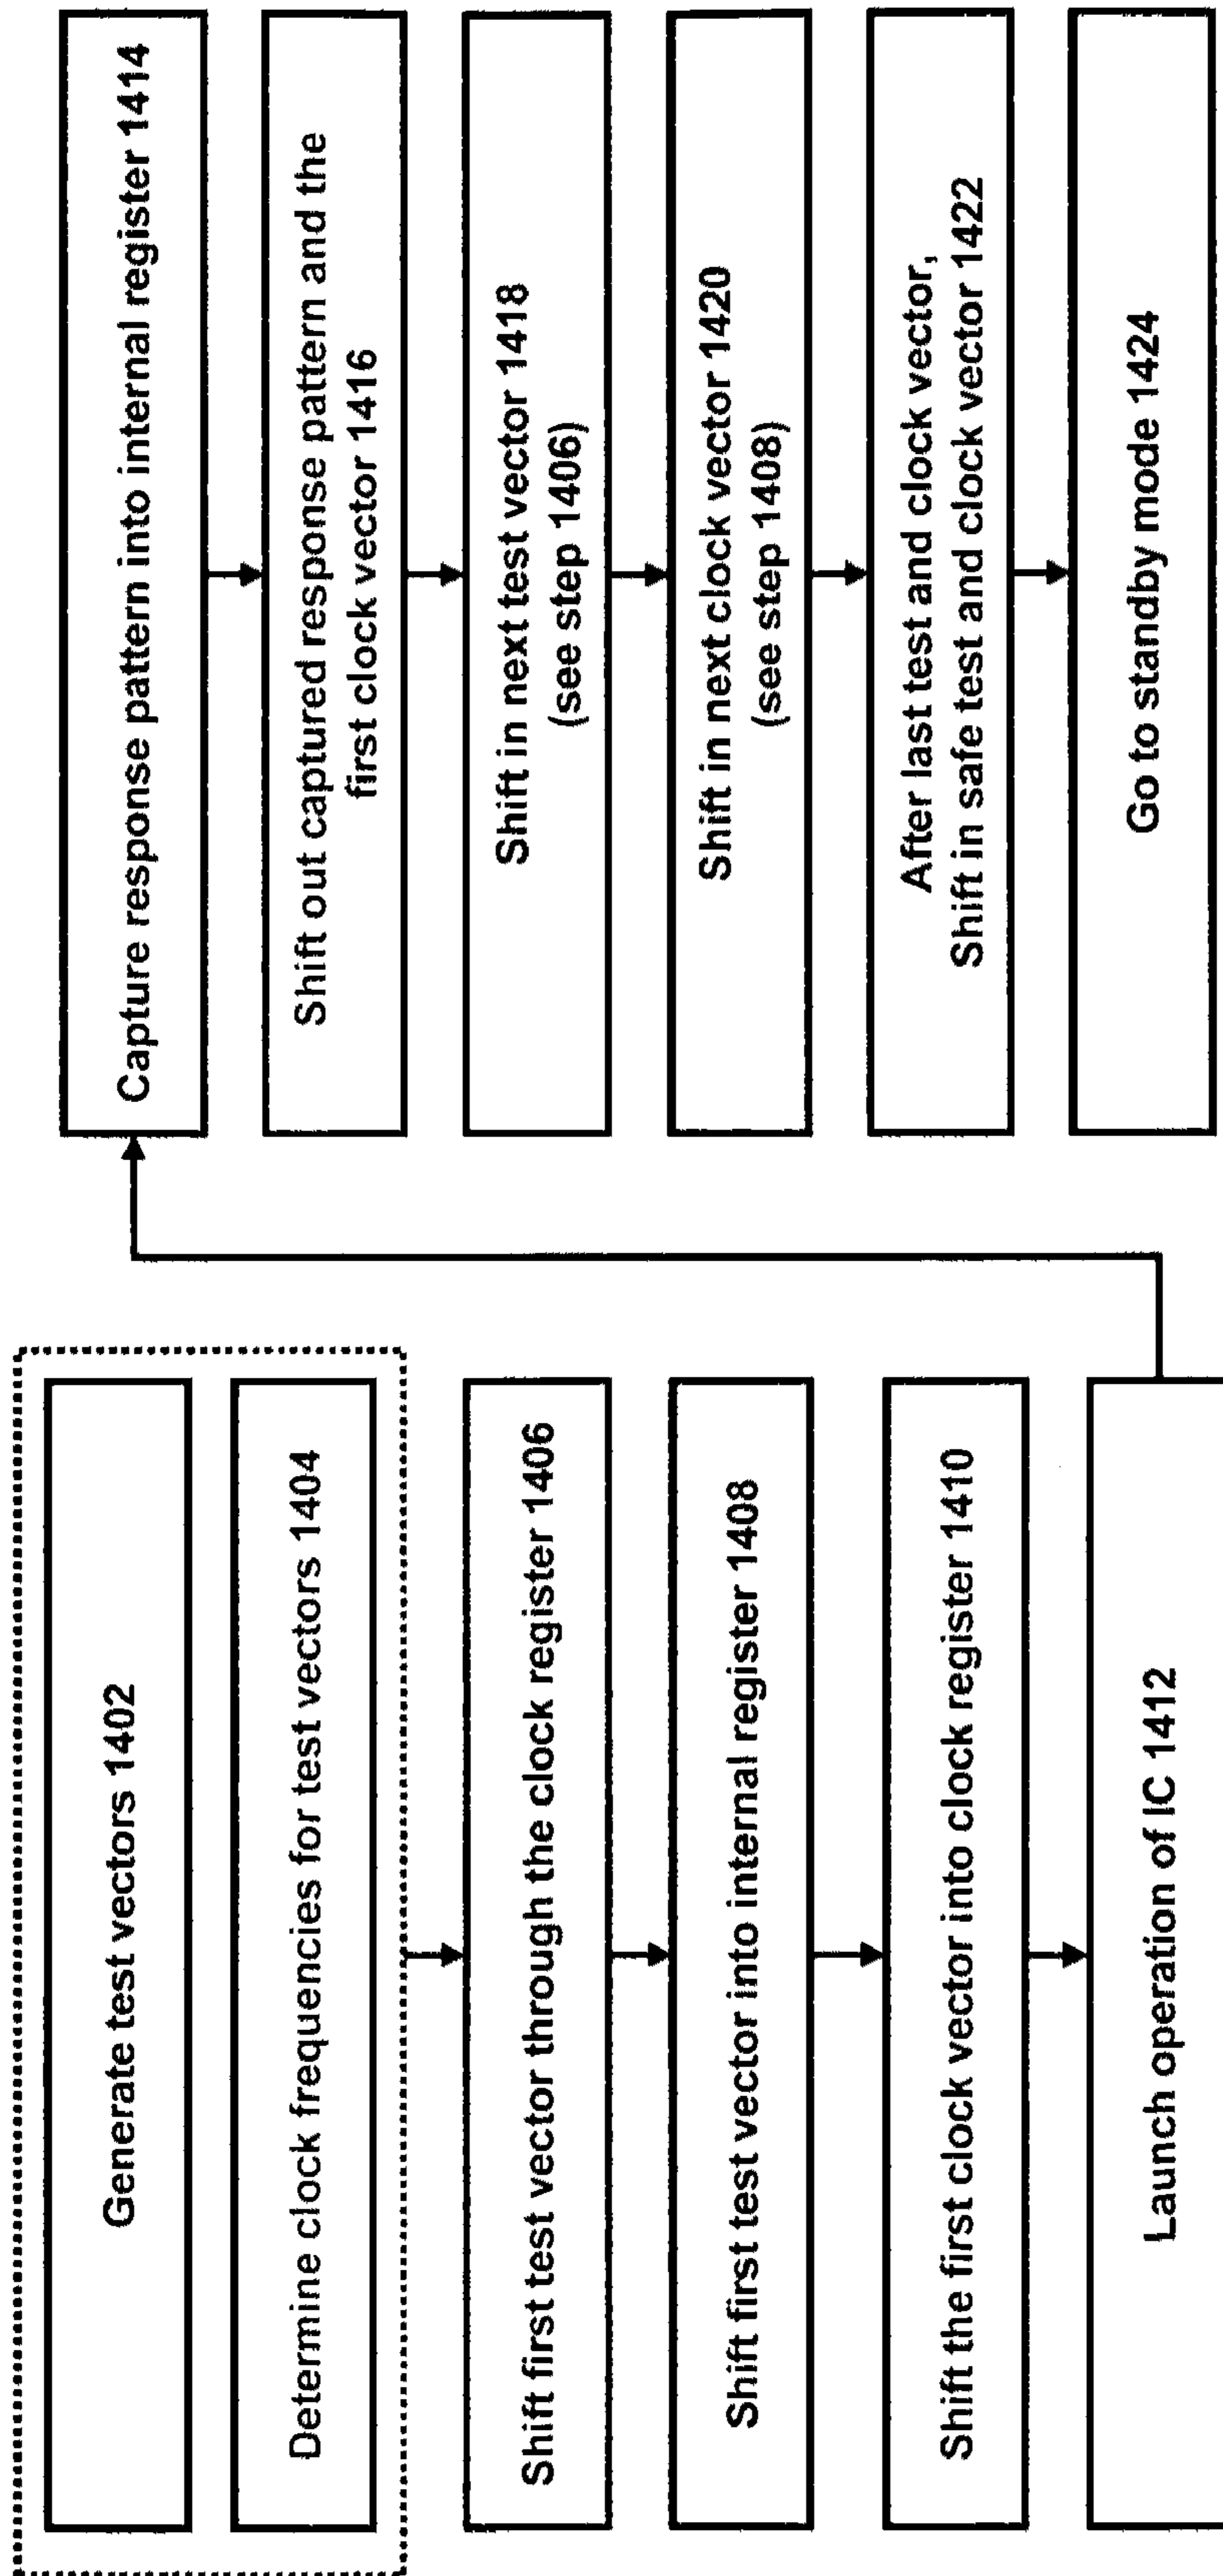 Generate test vectors 1402
Determine clock frequencies for test vectors 1404
Shift first test vector through the clock register 1406
Shift first test vector into internal register 1408
Shift the first clock vector into clock register 1410
Launch operation of IC 1412
Capture response pattern into internal register 1414
Shift out captured response pattern and the
first clock vector 1416
Shift in next test vector 1418
(see step 1406)
Shift in next clock vector 1420
(see step 1408)
After last test and clock vector,
Shift in safe test and clock vector 1422
Go to standby mode 1424